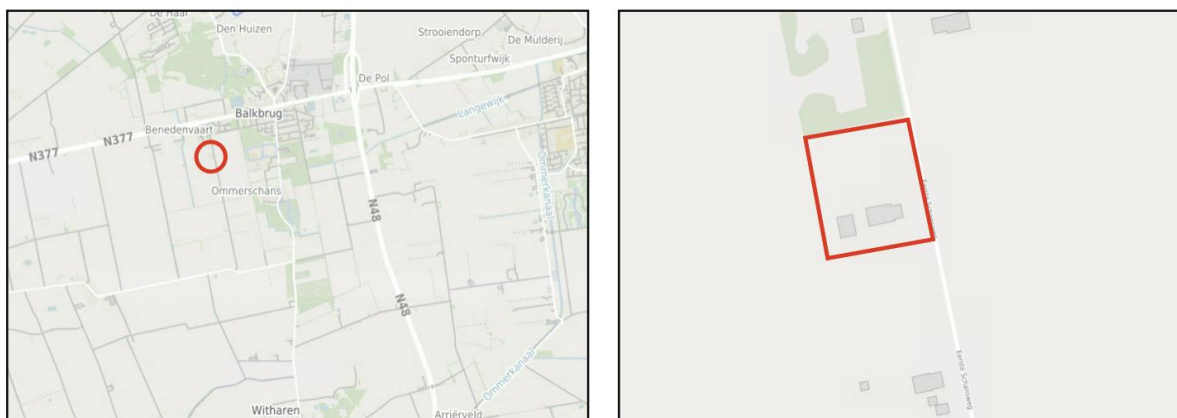 De Haar
Den Huizen
Strooiendorp
De Mulderij
Sponturfwijk
De Pol
Langewijk
Balkbrug
Benedenvaart
N377
N377
Ommerschans
Ommerkanaal
N48
N48
Ommerkanaal
Witharen
Arriërveld
Eerste Schansweg